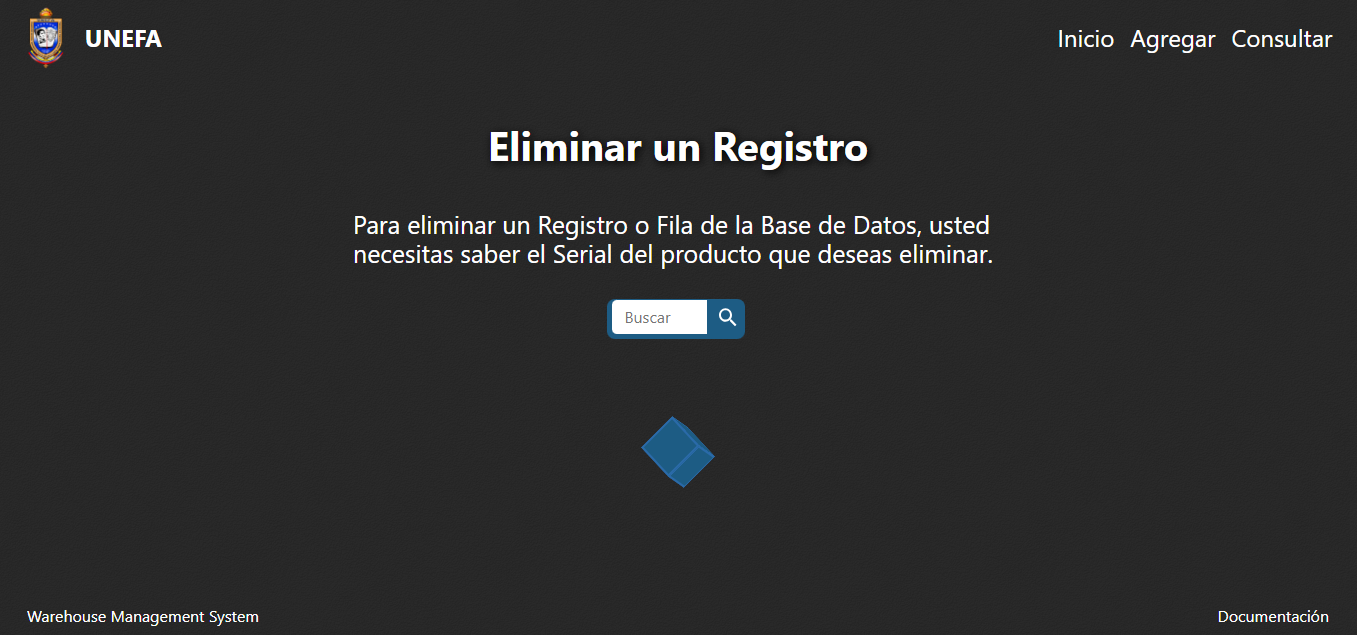 UNEFA
Inicio Agregar Consultar
Eliminar un Registro
Para eliminar un Registro o Fila de la Base de Datos, usted
necesitas saber el Serial del producto que deseas eliminar.
Buscar
Warehouse Management System
Documentación